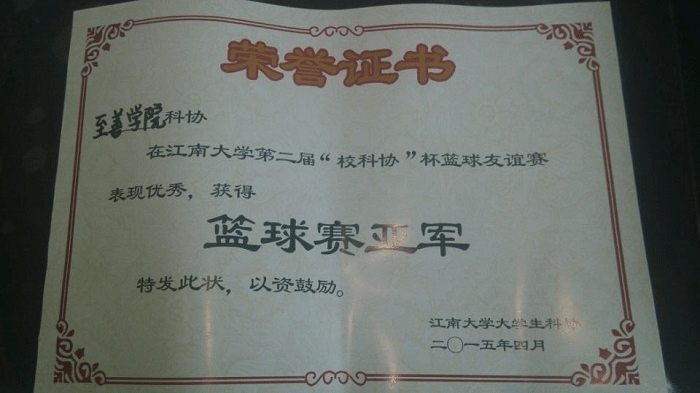 荣誉证书
至善学院科协
在江南大学第二届“校科协”杯篮球友谊赛
表现优秀，获得
篮球赛亚军
特发此状，以资鼓励。
江南大学大学生科协
二〇一五年四月